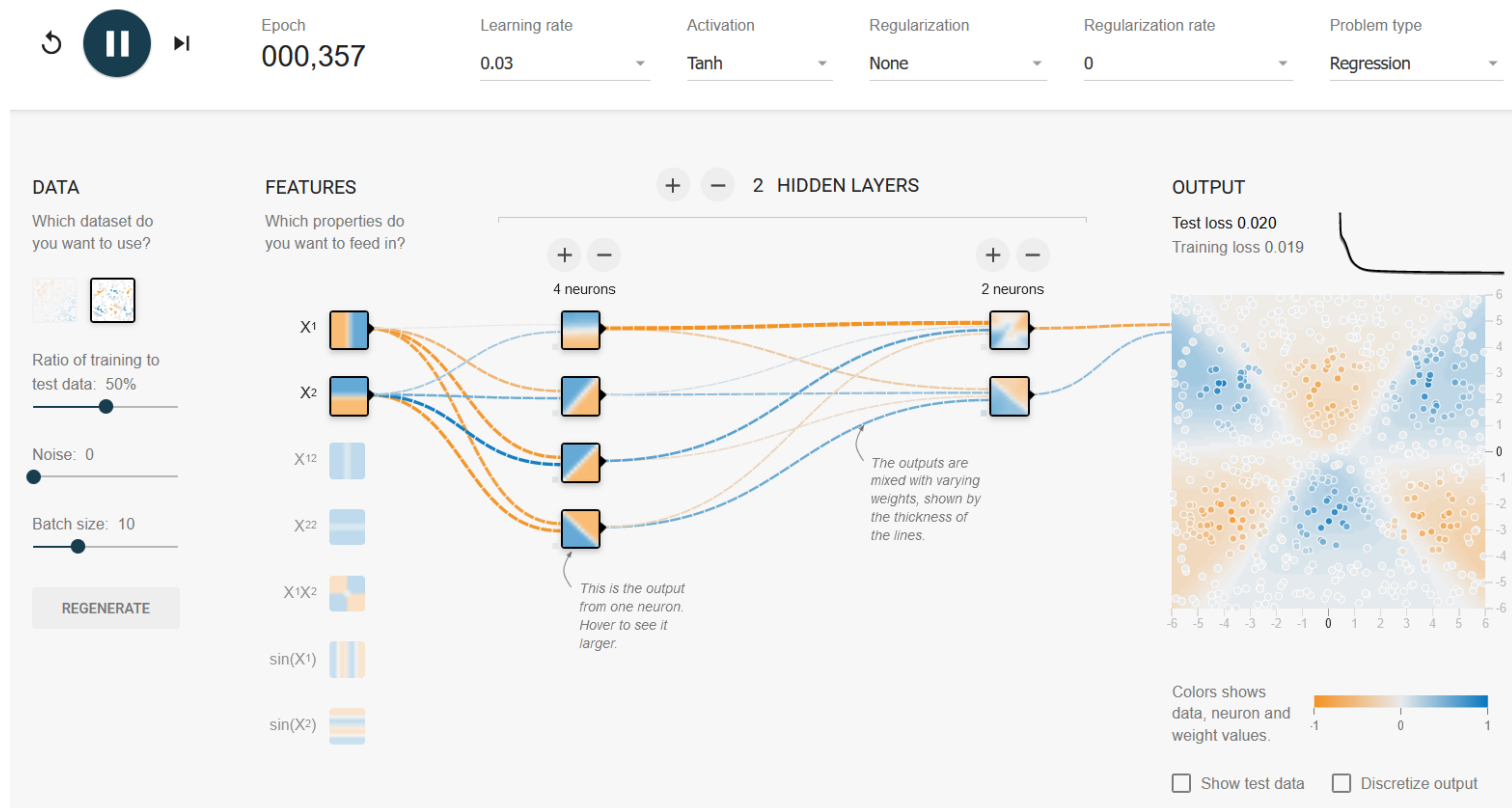 Epoch
000,357
Learning rate
0.03
Activation
Tanh
Regularization
None
Regularization rate
0
Problem type
Regression
DATA
Which dataset do
you want to use?
Ratio of training to
test data: 50%
Noise: 0
Batch size: 10
REGENERATE
FEATURES
Which properties do
you want to feed in?
X1
X2
X12
X22
X1X2
sin(X1)
sin(X2)
2 HIDDEN LAYERS
4 neurons
2 neurons
This is the output
from one neuron.
Hover to see it
larger.
The outputs are
mixed with varying
weights, shown by
the thickness of
the lines.
OUTPUT
Test loss 0.020
Training loss 0.019
6
5
4
3
2
1
0
-1
-2
-3
-4
-5
-6
-6 -5 -4 -3 -2 -1 0 1 2 3 4 5 6
Colors shows
data, neuron and
weight values.
-1 0 1
Show test data
Discretize output